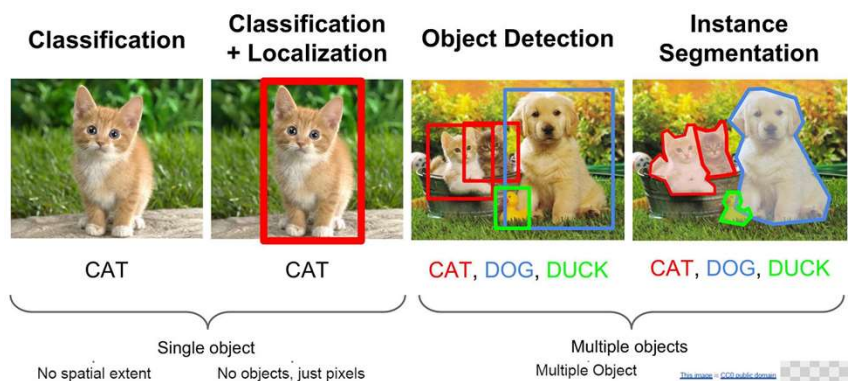 Classification
Classification
+ Localization
Object Detection
Instance
Segmentation
CAT
CAT
CAT, DOG, DUCK
CAT, DOG, DUCK
Single object
Multiple objects
No spatial extent
No objects, just pixels
Multiple Object
This image is CC0 public domain